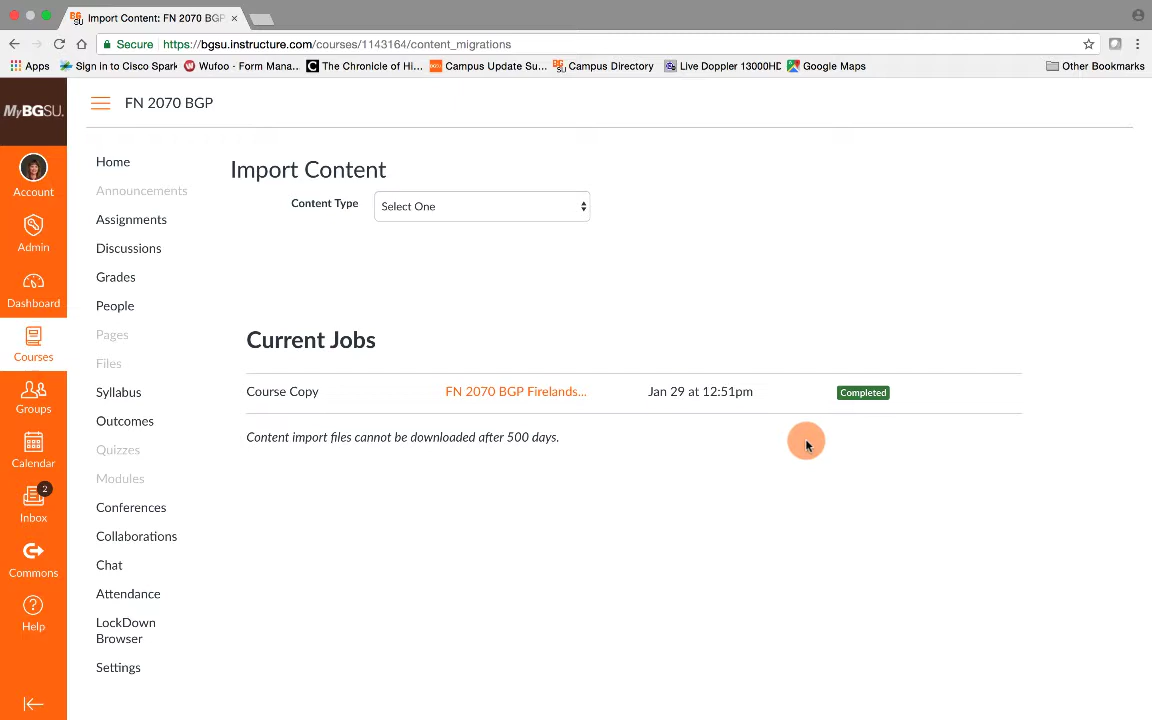 Import Content: FN 2070 BGP
Secure https://bgsu.instructure.com/courses/1143164/content_migrations
Apps Sign in to Cisco Spark Wufoo - Form Mana... C The Chronicle of Hi... Campus Update Su... Campus Directory Live Doppler 13000HD Google Maps Other Bookmarks
MyBGSU.
FN 2070 BGP
Account
Admin
Dashboard
Courses
Groups
Calendar
2
Inbox
Commons
Help
Home
Announcements
Assignments
Discussions
Grades
People
Pages
Files
Syllabus
Outcomes
Quizzes
Modules
Conferences
Collaborations
Chat
Attendance
LockDown
Browser
Settings
Import Content
Content Type Select One
Current Jobs
Course Copy FN 2070 BGP Firelands... Jan 29 at 12:51pm Completed
Content import files cannot be downloaded after 500 days.